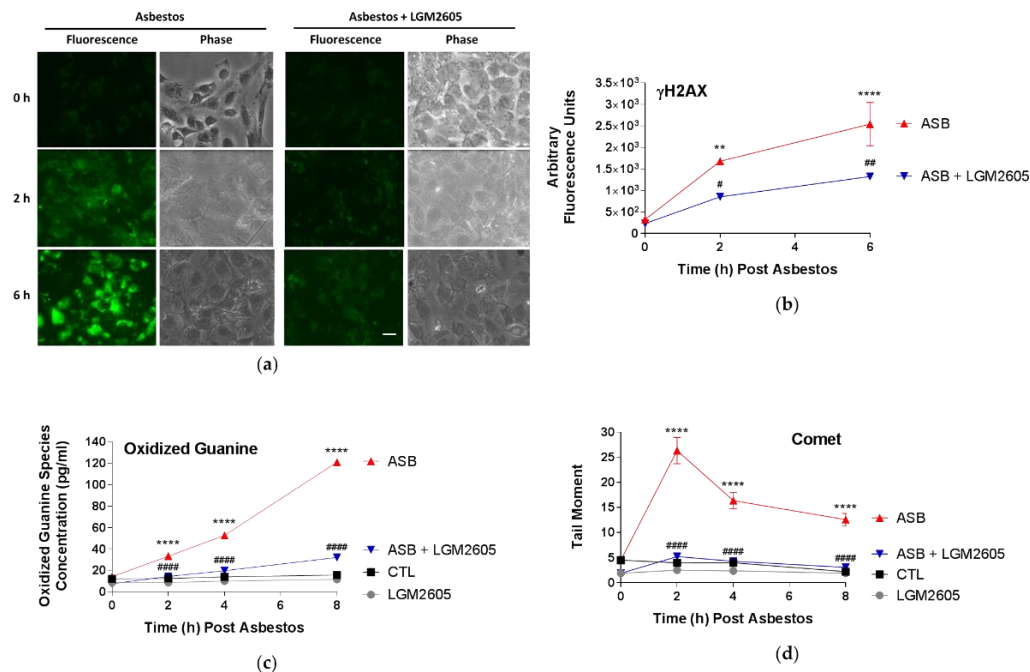 Asbestos
Asbestos + LGM2605
Fluorescence Phase Fluorescence Phase
0 h
2 h
6 h
(a)
γH2AX
Arbitrary
Fluorescence Units
3.5×10³
3×10³
2.5×10³
2×10³
1.5×10³
1×10³
5×10²
0 2 4 6
** ****
# ##
ASB
ASB + LGM2605
Time (h) Post Asbestos
(b)
Oxidized Guanine
Oxidized Guanine Species
Concentration (pg/ml)
140
120
100
80
60
40
20
0
0 2 4 8
**** **** ****
#### #### ####
ASB
ASB + LGM2605
CTL
LGM2605
Time (h) Post Asbestos
(c)
Comet
Tail Moment
30
25
20
15
10
5
0
0 2 4 8
**** **** ****
#### #### ####
ASB
ASB + LGM2605
CTL
LGM2605
Time (h) Post Asbestos
(d)